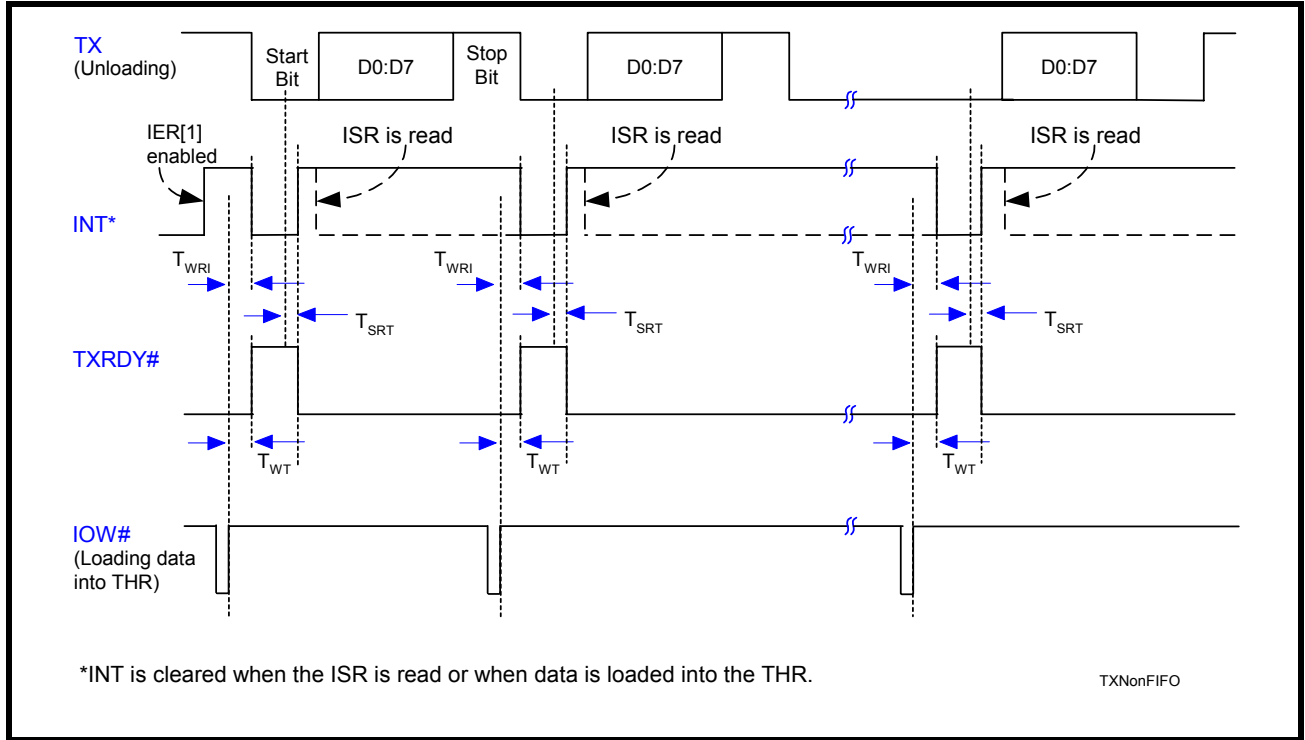 TX
(Unloading)
Start
Bit
D0:D7
Stop
Bit
D0:D7
D0:D7
IER[1]
enabled
ISR is read
ISR is read
ISR is read
INT*
TWRI
TWRI
TWRI
TSRT
TSRT
TSRT
TXRDY#
TWT
TWT
TWT
IOW#
(Loading data
into THR)
*INT is cleared when the ISR is read or when data is loaded into the THR.
TXNonFIFO